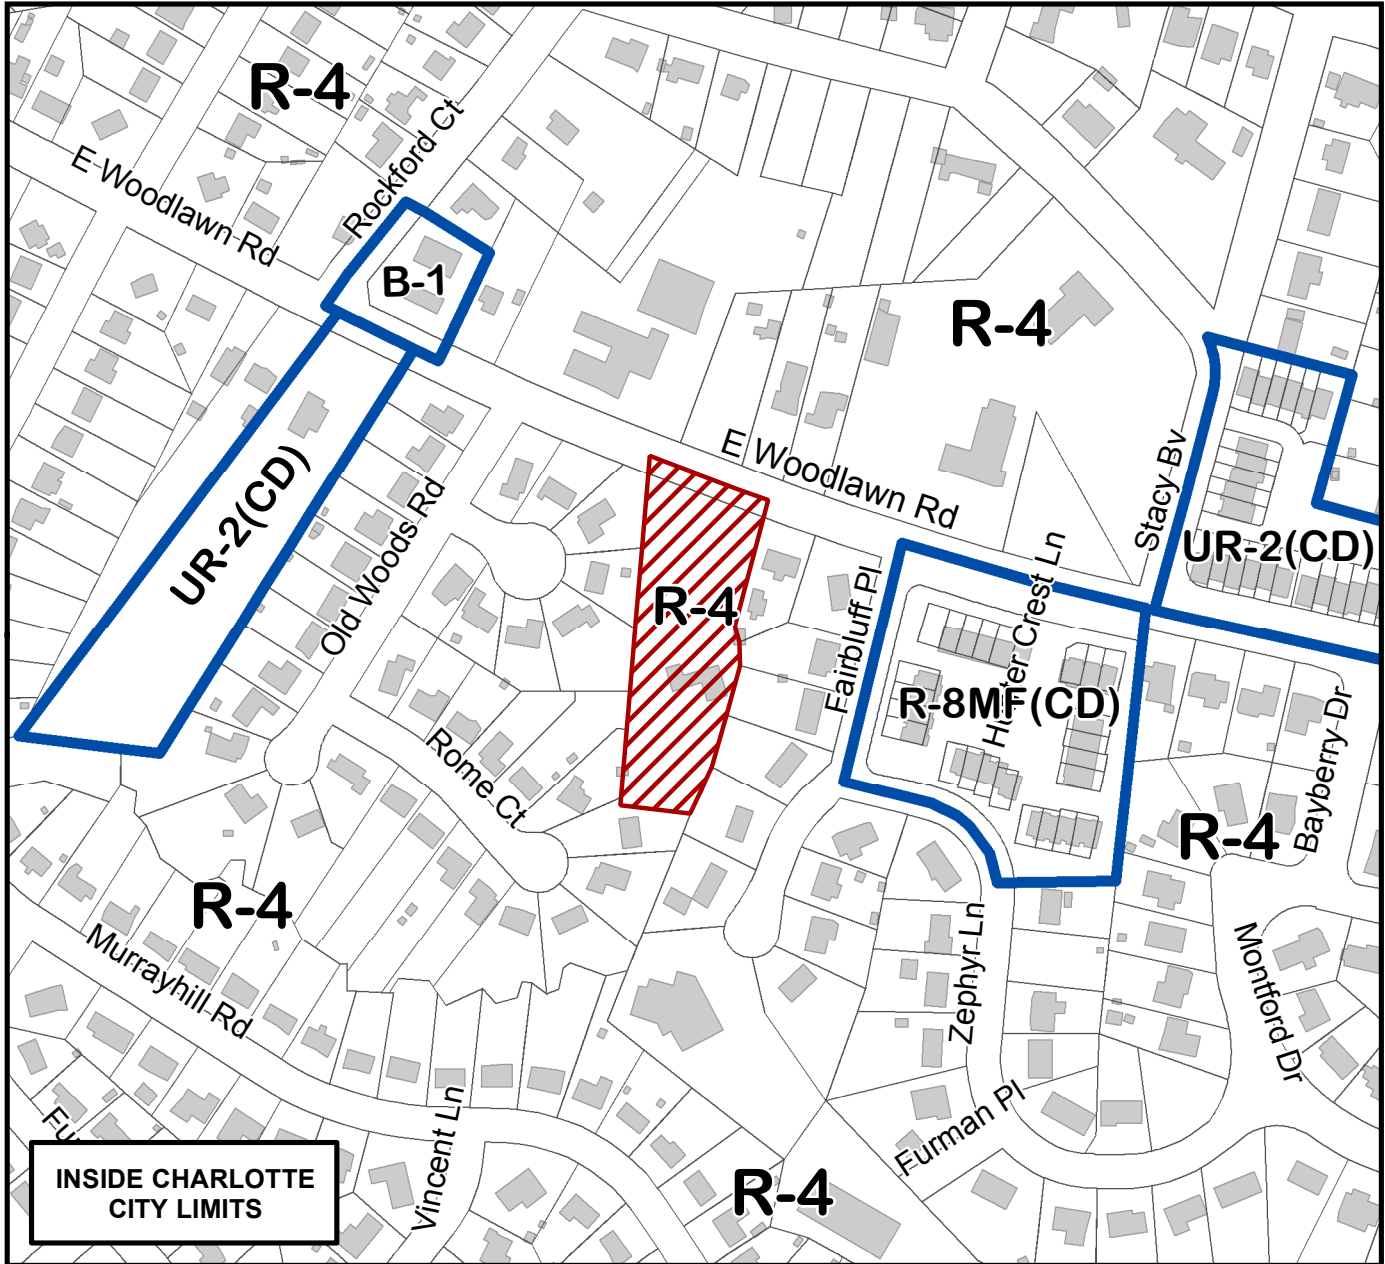 R-4
Rockford Ct
E Woodlawn Rd
B-1
R-4
E Woodlawn Rd
Stacy Bv
UR-2(CD)
UR-2(CD)
Old Woods Rd
R-4
Fairbluff Pl
Hunter Crest Ln
R-8MF(CD)
Rome Ct
Bayberry Dr
R-4
R-4
Murrayhill Rd
Zephyr Ln
Montford Dr
Furman Pl
Vincent Ln
Fu
R-4
INSIDE CHARLOTTE
CITY LIMITS